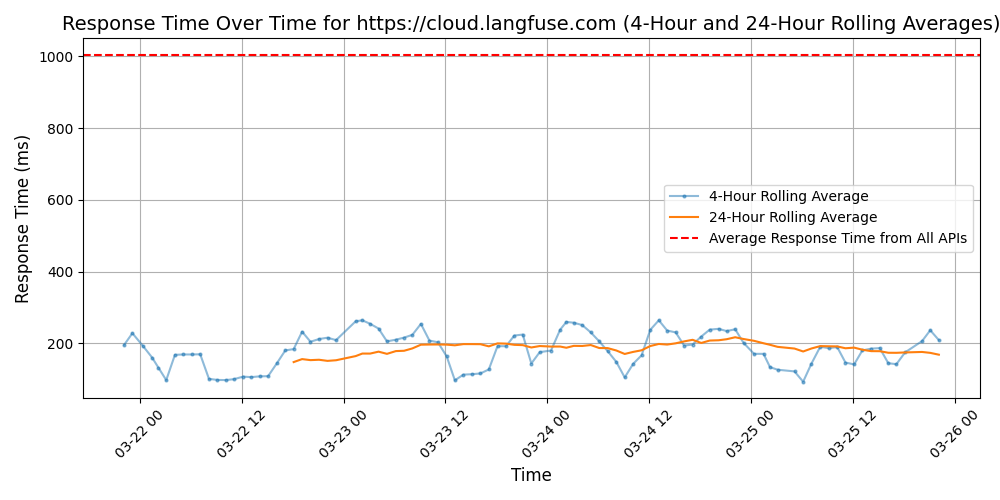 Response Time Over Time for https://cloud.langfuse.com (4-Hour and 24-Hour Rolling Averages)
Response Time (ms)
1000
800
600
400
200
4-Hour Rolling Average
24-Hour Rolling Average
Average Response Time from All APIs
03-22 00
03-22 12
03-23 00
03-23 12
03-24 00
03-24 12
03-25 00
03-25 12
03-26 00
Time